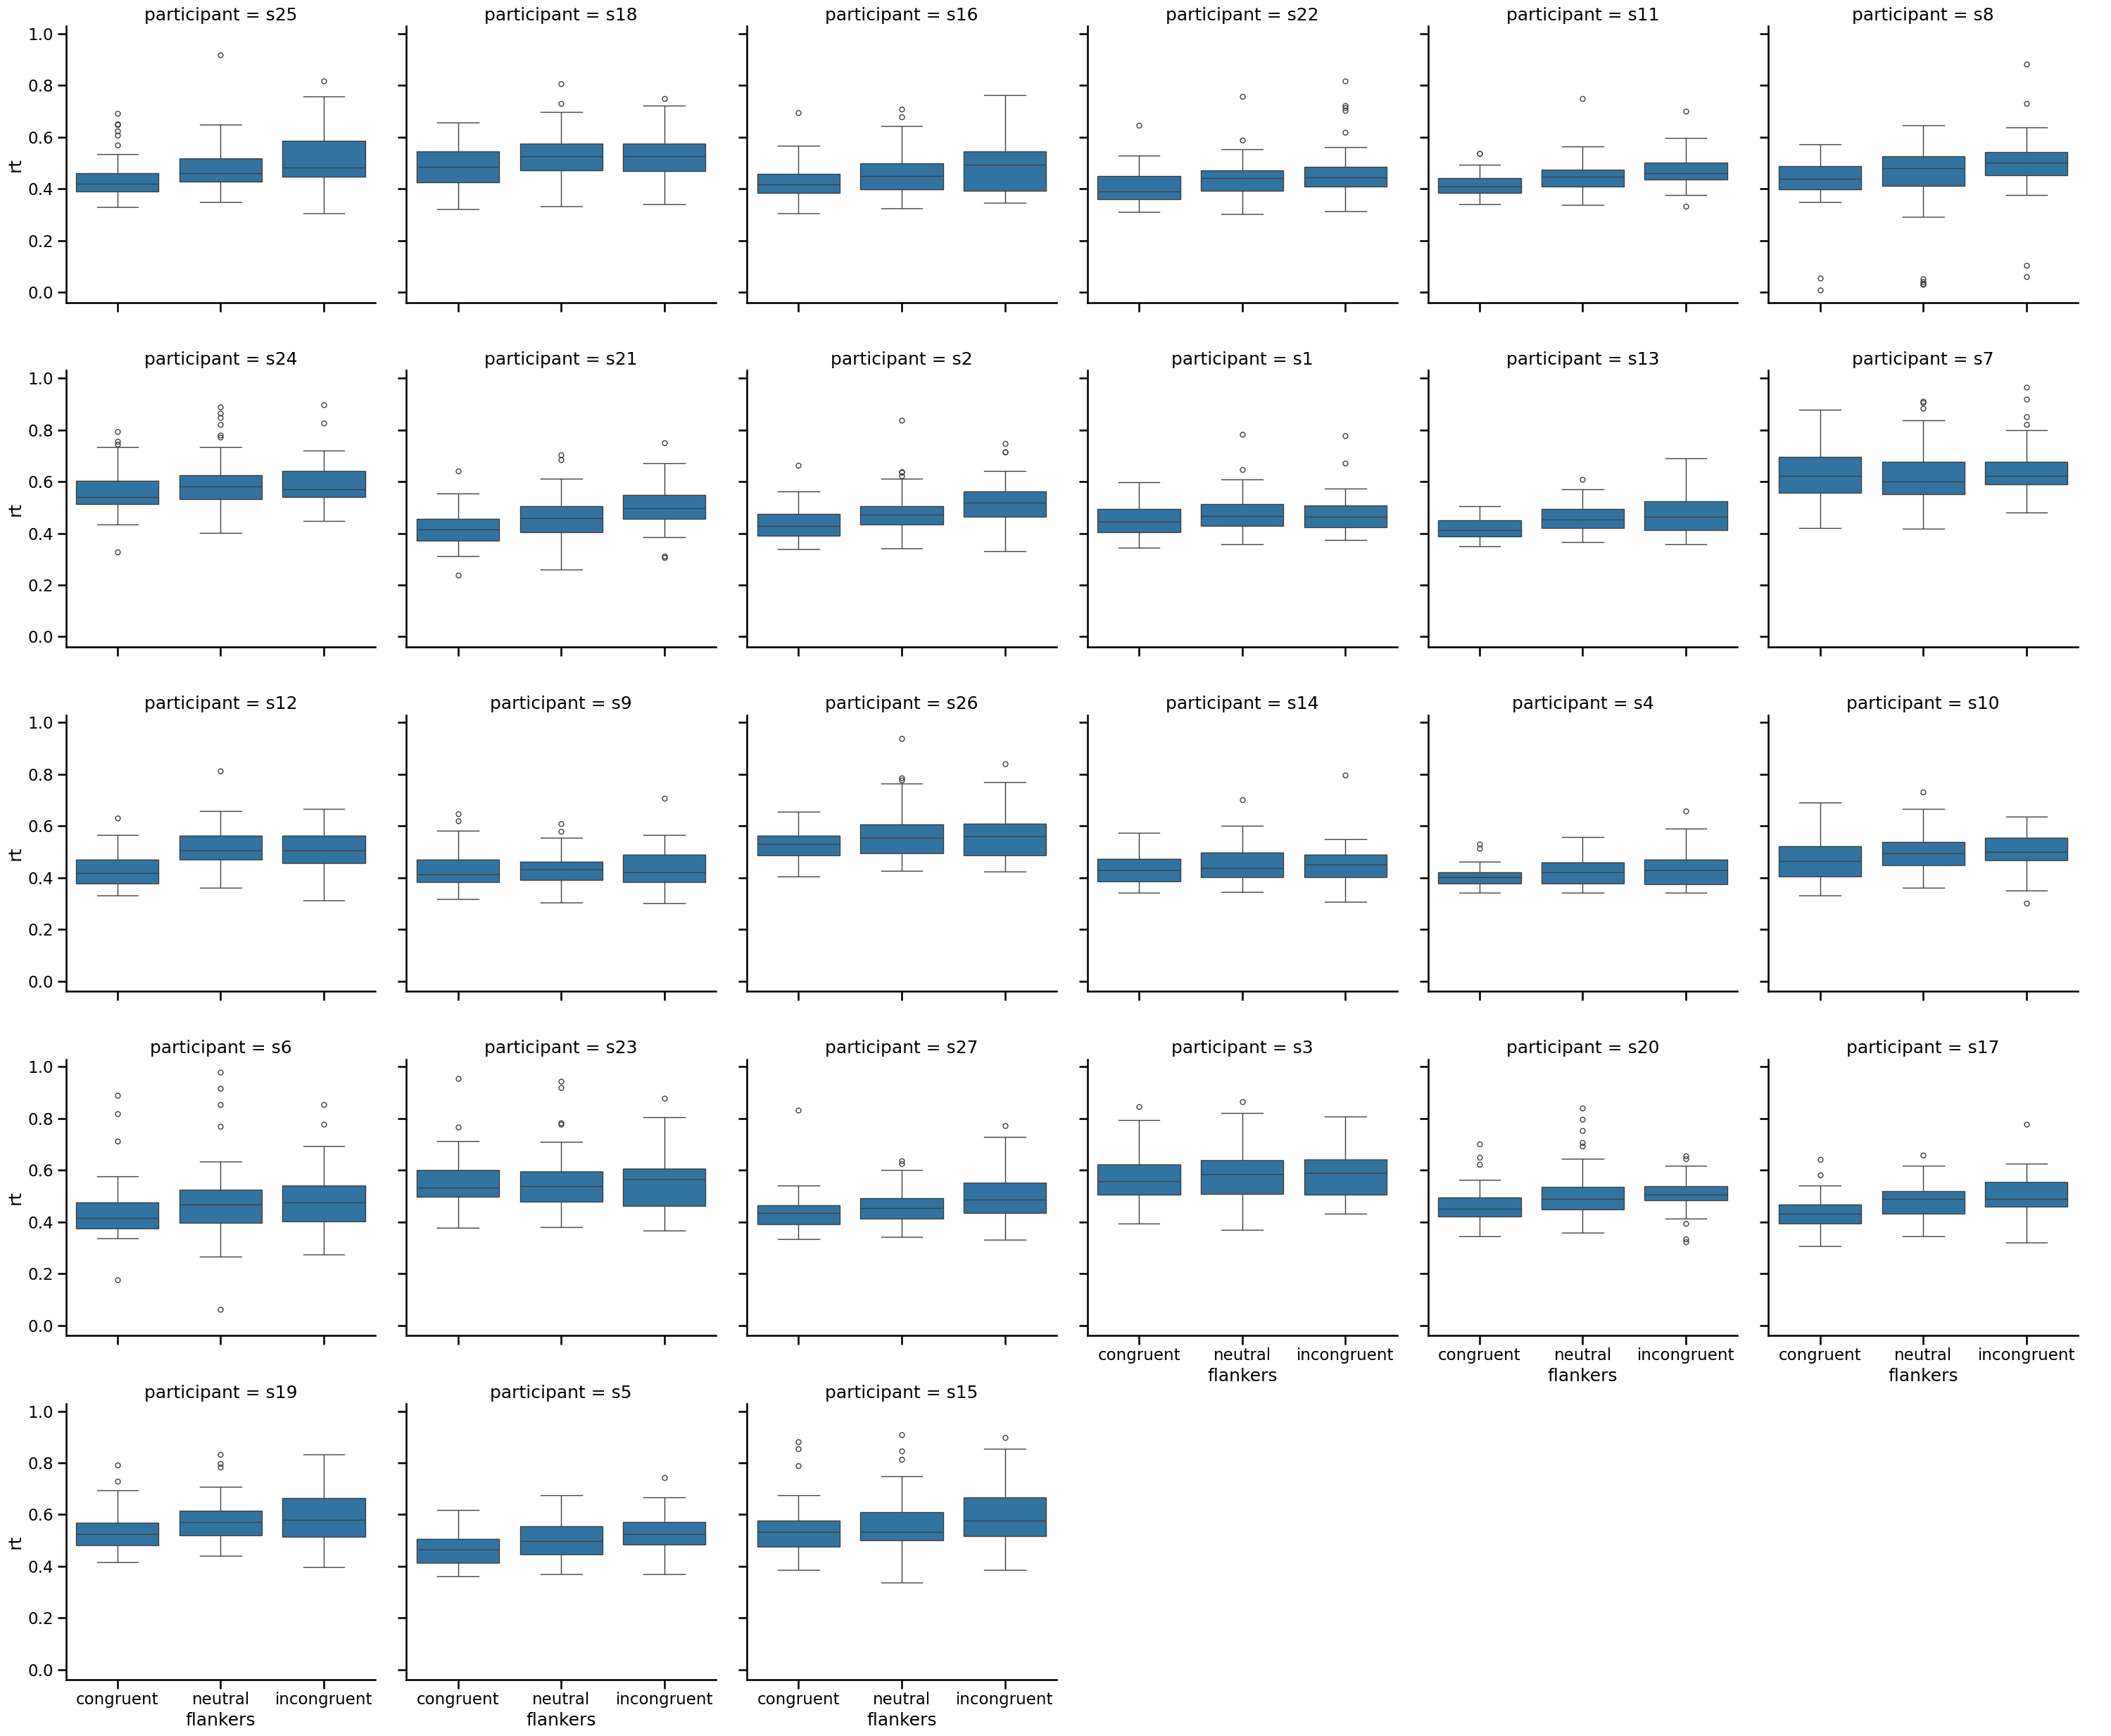 participant = s25 participant = s18 participant = s16 participant = s22 participant = s11 participant = s8
1.0
0.8
0.6
rt
0.4
0.2
0.0
participant = s24 participant = s21 participant = s2 participant = s1 participant = s13 participant = s7
1.0
0.8
0.6
rt
0.4
0.2
0.0
participant = s12 participant = s9 participant = s26 participant = s14 participant = s4 participant = s10
1.0
0.8
0.6
rt
0.4
0.2
0.0
participant = s6 participant = s23 participant = s27 participant = s3 participant = s20 participant = s17
1.0
0.8
0.6
rt
0.4
0.2
0.0
congruent neutral incongruent congruent neutral incongruent congruent neutral incongruent
flankers flankers flankers
participant = s19 participant = s5 participant = s15
1.0
0.8
0.6
rt
0.4
0.2
0.0
congruent neutral incongruent congruent neutral incongruent congruent neutral incongruent
flankers flankers flankers